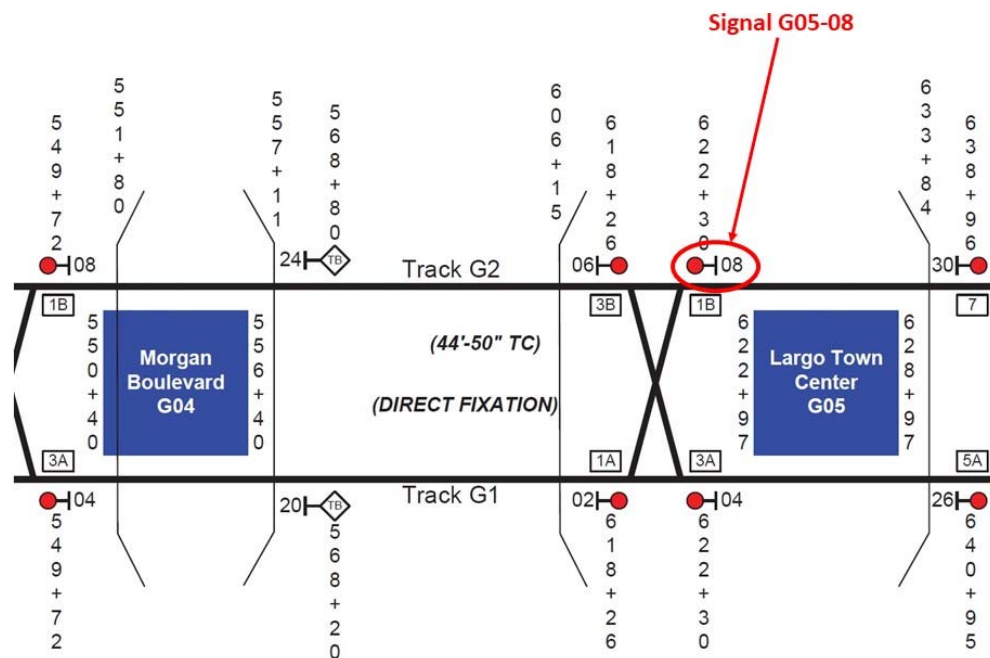 Signal G05-08
549+72
551+80
557+11
568+80
606+15
618+26
622+30
633+84
638+96
08
24
TB
Track G2
06
08
30
1B
3B
1B
7
550+40
Morgan
Boulevard
G04
556+40
(44'-50" TC)
(DIRECT FIXATION)
622+97
Largo Town
Center
G05
628+97
3A
1A
3A
5A
04
20
TB
Track G1
02
04
26
549+72
568+20
618+26
622+30
640+95